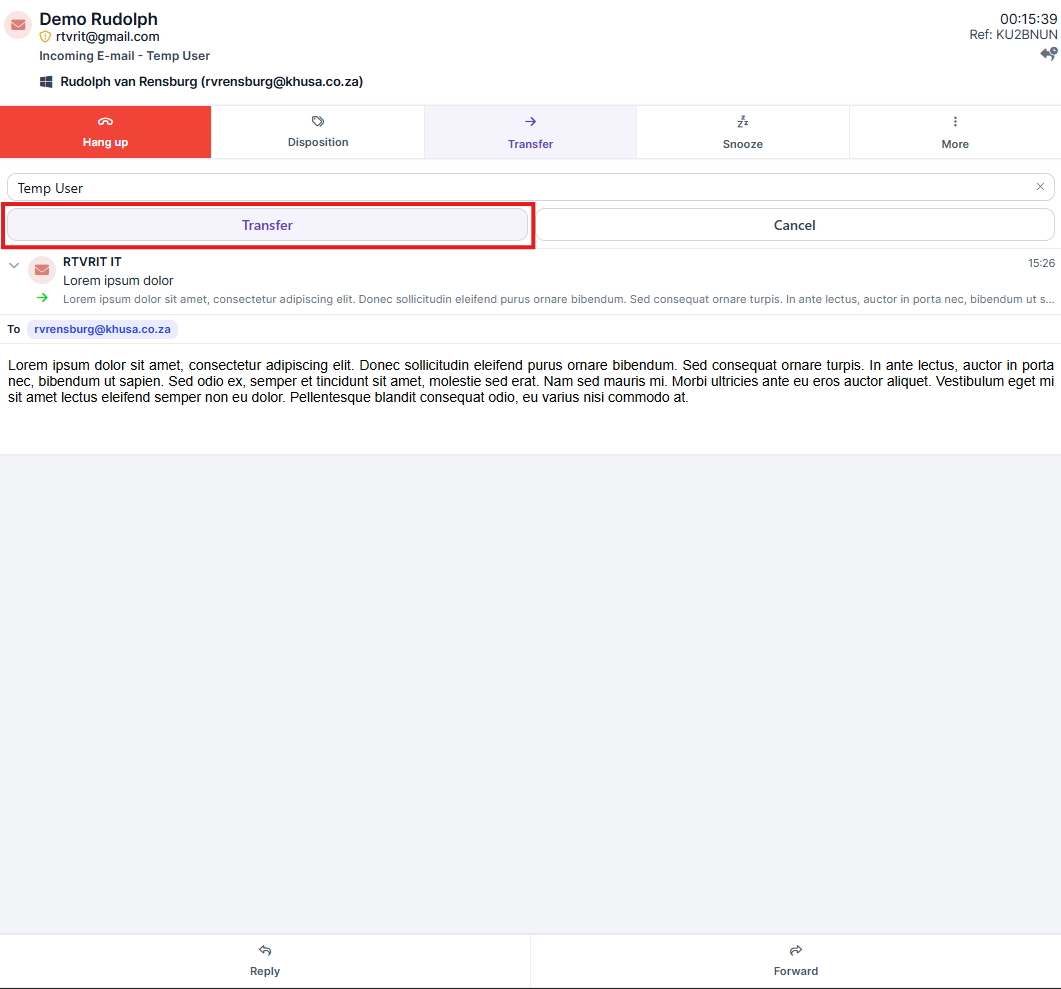 Demo Rudolph
00:15:39
rtvrit@gmail.com
Ref: KU2BNUN
Incoming E-mail - Temp User
Rudolph van Rensburg (rvrensburg@khusa.co.za)
Hang up
Disposition
Transfer
Snooze
More
Temp User
Transfer
Cancel
RTVRIT IT
15:26
Lorem ipsum dolor
Lorem ipsum dolor sit amet, consectetur adipiscing elit. Donec sollicitudin eleifend purus ornare bibendum. Sed consequat ornare turpis. In ante lectus, auctor in porta nec, bibendum ut s...
To rvrensburg@khusa.co.za
Lorem ipsum dolor sit amet, consectetur adipiscing elit. Donec sollicitudin eleifend purus ornare bibendum. Sed consequat ornare turpis. In ante lectus, auctor in porta
nec, bibendum ut sapien. Sed odio ex, semper et tincidunt sit amet, molestie sed erat. Nam sed mauris mi. Morbi ultricies ante eu eros auctor aliquet. Vestibulum eget mi
sit amet lectus eleifend semper non eu dolor. Pellentesque blandit consequat odio, eu varius nisi commodo at.
Reply
Forward